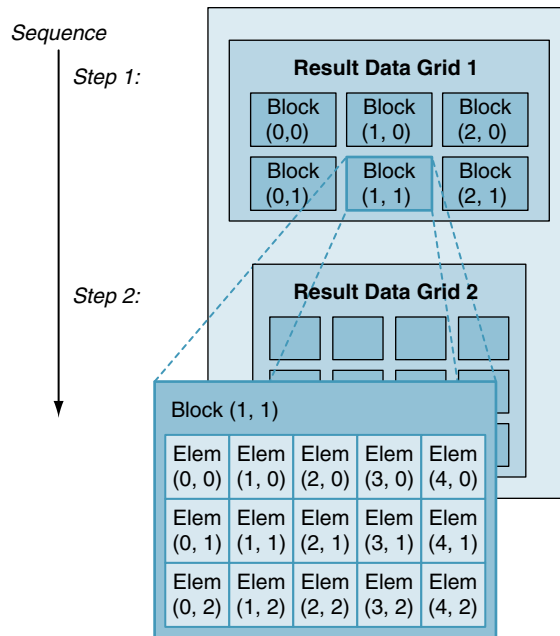 Sequence
Step 1:
Result Data Grid 1
Block Block Block
(0,0) (1, 0) (2, 0)
Block Block Block
(0,1) (1, 1) (2, 1)
Step 2:
Result Data Grid 2
Block (1, 1)
Elem Elem Elem Elem Elem
(0, 0) (1, 0) (2, 0) (3, 0) (4, 0)
Elem Elem Elem Elem Elem
(0, 1) (1, 1) (2, 1) (3, 1) (4, 1)
Elem Elem Elem Elem Elem
(0, 2) (1, 2) (2, 2) (3, 2) (4, 2)